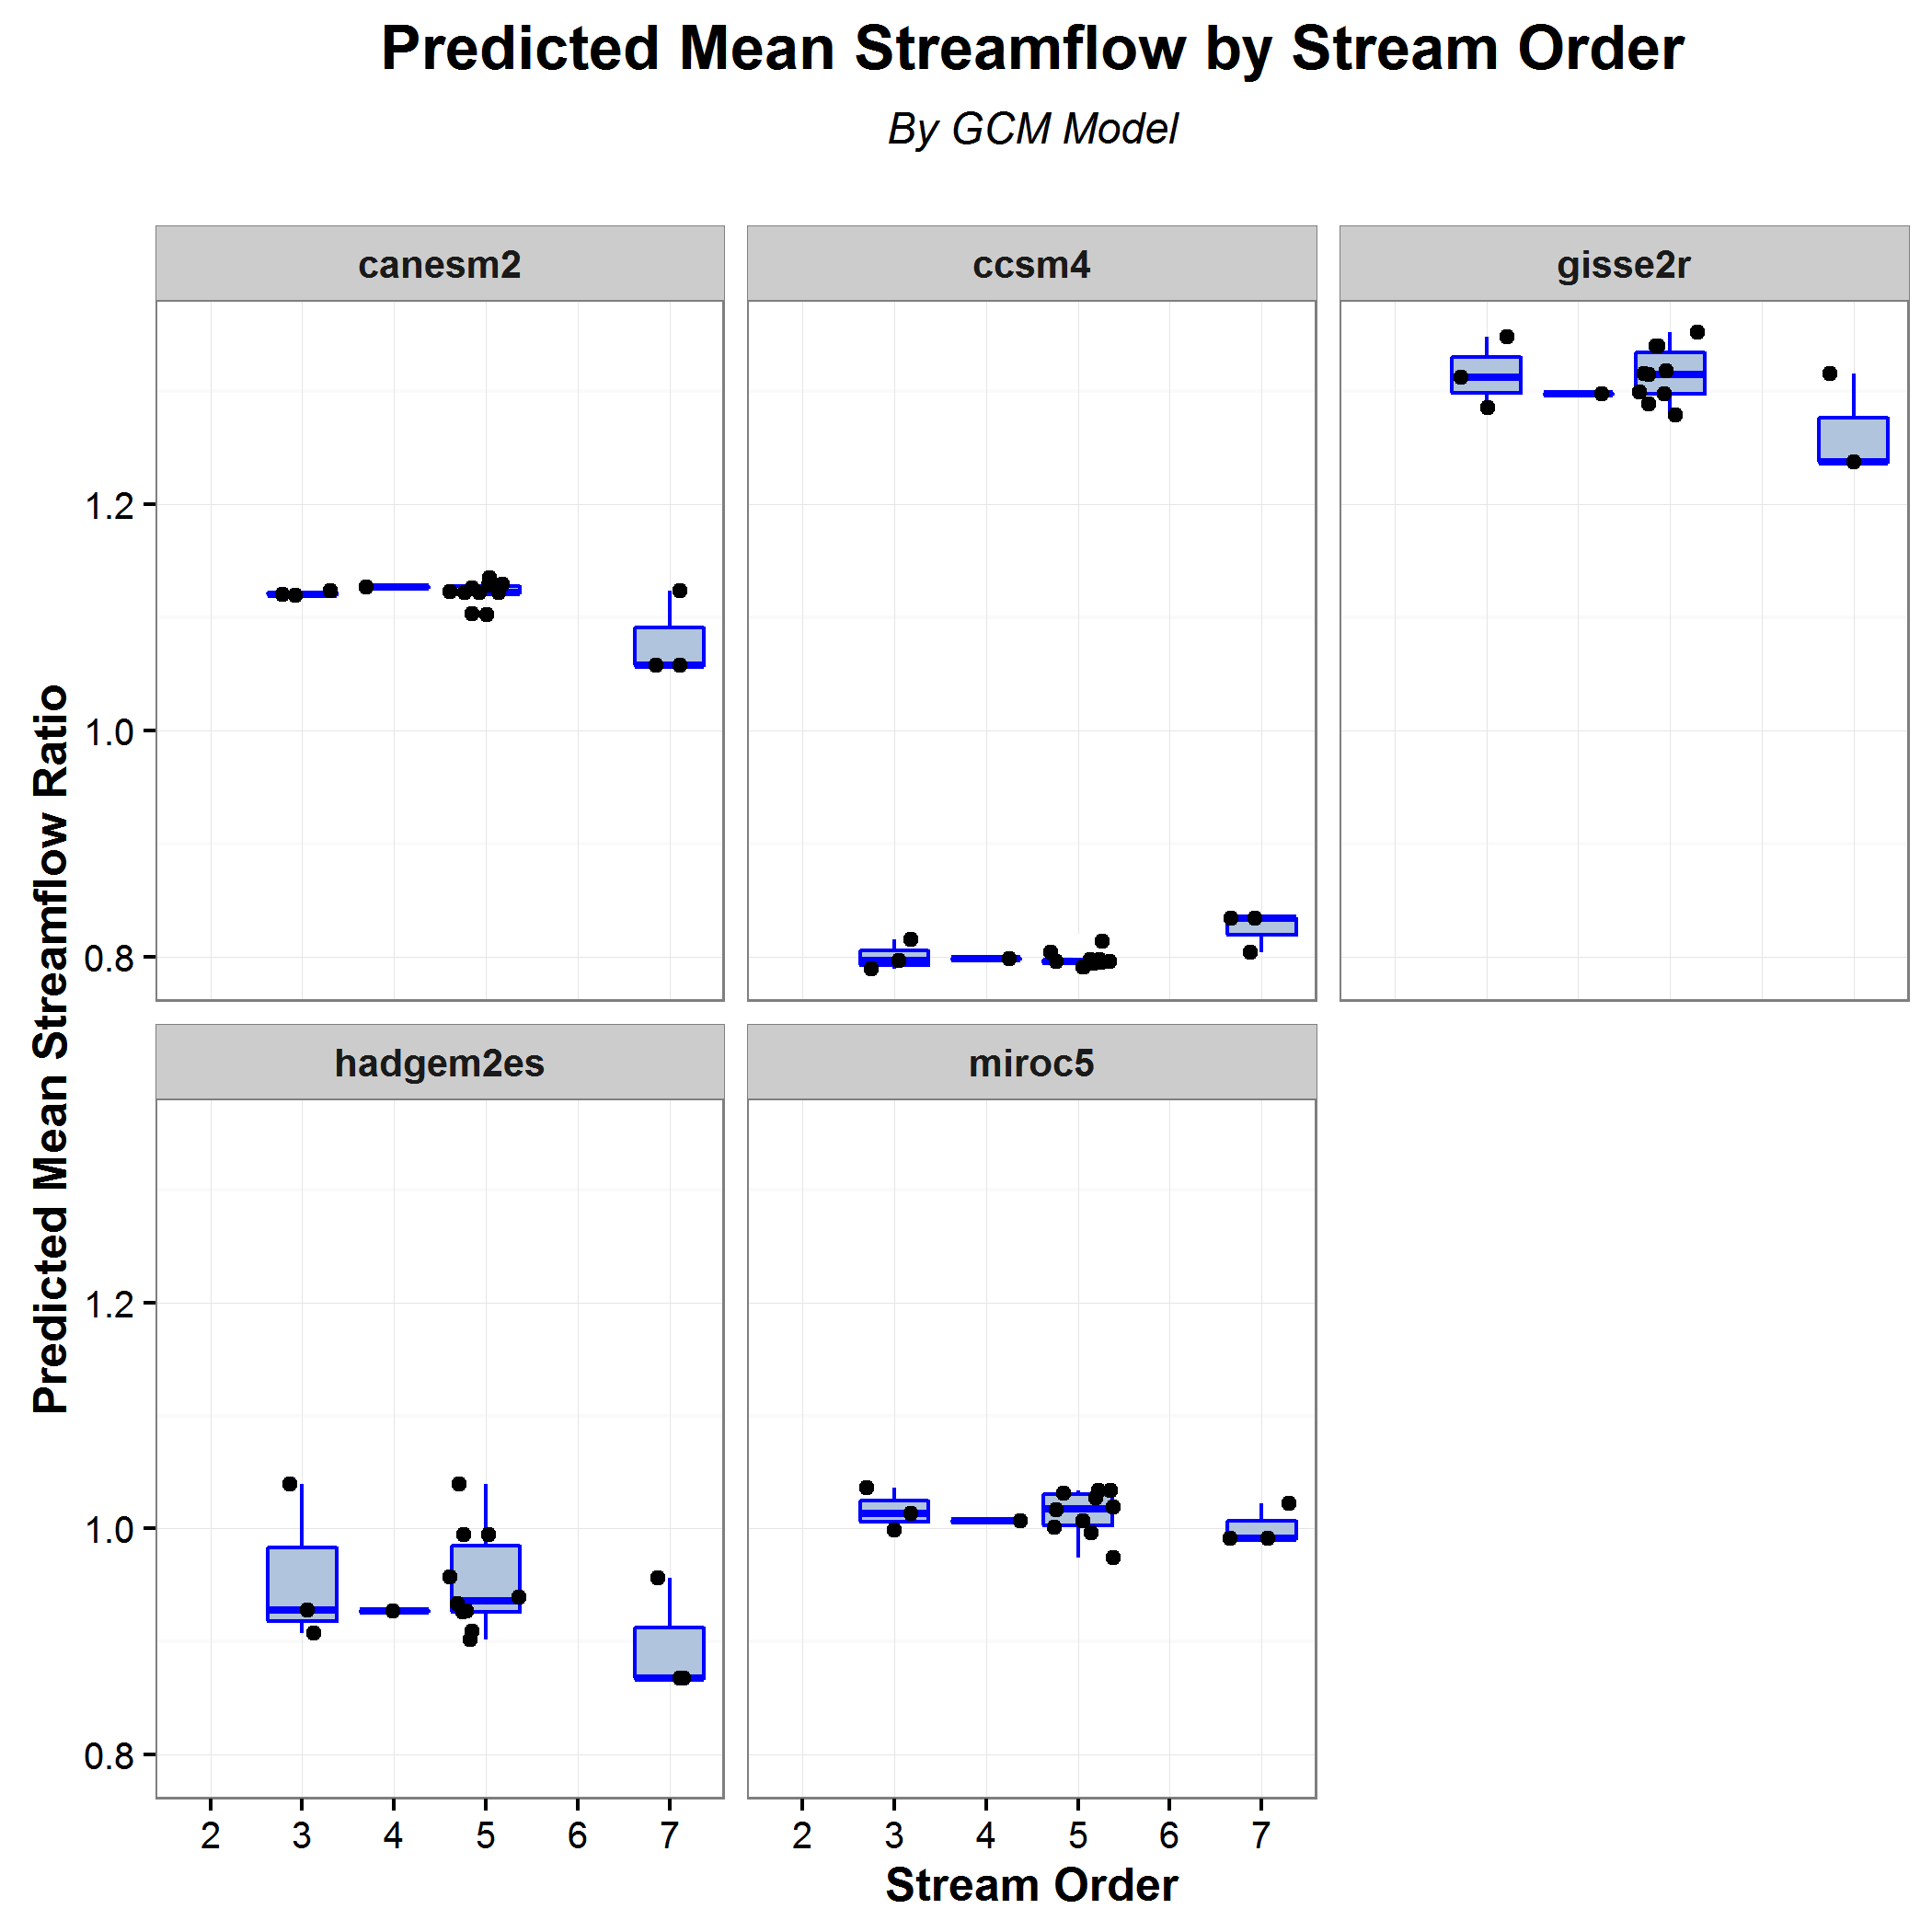 Predicted Mean Streamflow by Stream Order
By GCM Model
canesm2
ccsm4
gisse2r
1.2
1.0
0.8
Predicted Mean Streamflow Ratio
hadgem2es
miroc5
1.2
1.0
0.8
2 3 4 5 6 7
2 3 4 5 6 7
Stream Order